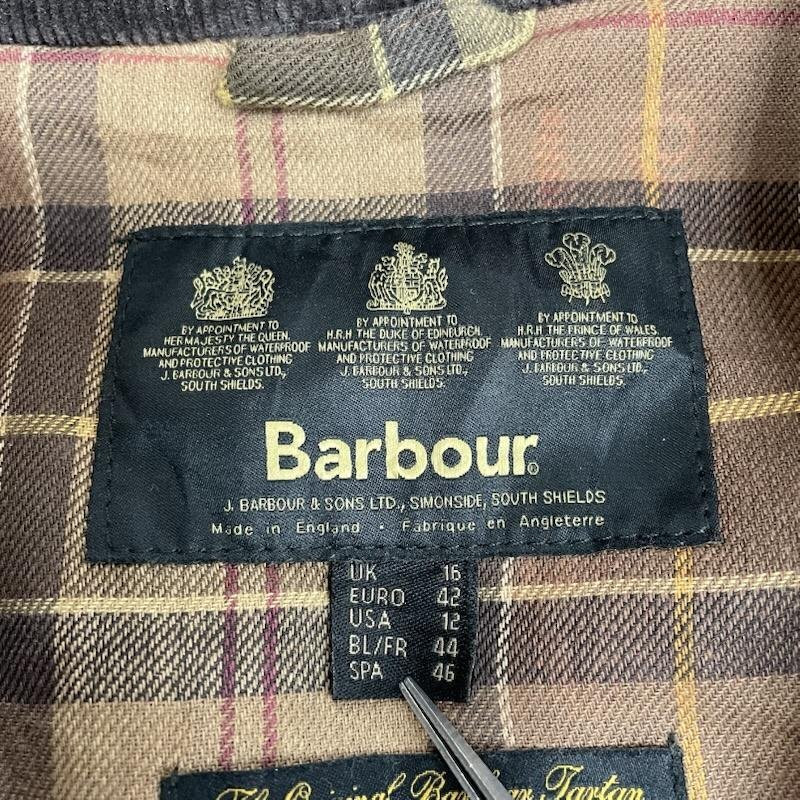 BY APPOINTMENT TO
HER MAJESTY THE QUEEN.
MANUFACTURERS OF WATERPROOF
AND PROTECTIVE CLOTHING
J. BARBOUR & SONS LTD.,
SOUTH SHIELDS.
BY APPOINTMENT TO
H.R.H THE DUKE OF EDINBURGH.
MANUFACTURERS OF WATERPROOF
AND PROTECTIVE CLOTHING
J. BARBOUR & SONS LTD.,
SOUTH SHIELDS.
BY APPOINTMENT TO
H.R.H THE PRINCE OF WALES.
MANUFACTURERS OF WATERPROOF
AND PROTECTIVE CLOTHING
J. BARBOUR & SONS LTD.,
SOUTH SHIELDS.
Barbour®
J. BARBOUR & SONS LTD., SIMONSIDE, SOUTH SHIELDS
Made in England • Fabrique en Angleterre
UK 16
EURO 42
USA 12
BL/FR 44
SPA 46
The Original Barbour Tartan